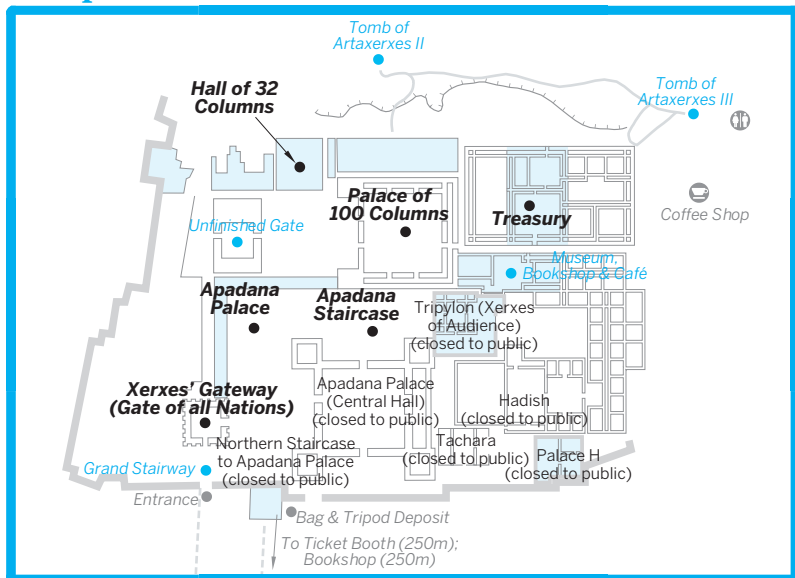 Tomb of
Artaxerxes II
Tomb of
Artaxerxes III
Hall of 32
Columns
Palace of
100 Columns
Treasury
Coffee Shop
Unfinished Gate
Museum,
Bookshop & Café
Apadana
Palace
Apadana
Staircase
Tripylon (Xerxes
of Audience)
(closed to public)
Xerxes' Gateway
(Gate of all Nations)
Apadana Palace
(Central Hall)
(closed to public)
Hadish
(closed to public)
Northern Staircase
to Apadana Palace
(closed to public)
Tachara
(closed to public)
Palace H
(closed to public)
Grand Stairway
Entrance
Bag & Tripod Deposit
To Ticket Booth (250m);
Bookshop (250m)